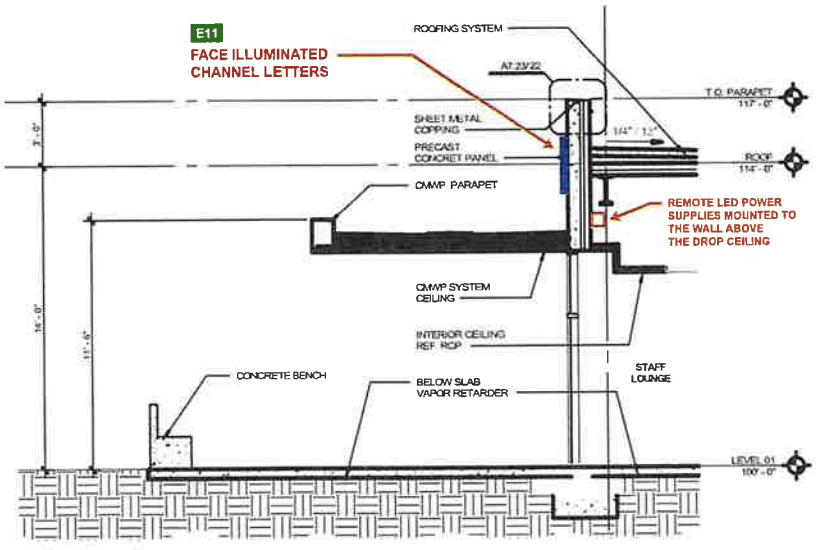 E11
FACE ILLUMINATED
CHANNEL LETTERS
ROOFING SYSTEM
A7.23/22
T.O. PARAPET
117' - 0"
SHEET METAL
COPPING
1/4" / 12"
PRECAST
CONCRET PANEL
ROOF
114' - 0"
3' - 0"
CMWP PARAPET
REMOTE LED POWER
SUPPLIES MOUNTED TO
THE WALL ABOVE
THE DROP CEILING
CMWP SYSTEM
CEILING
14' - 0"
11' - 6"
INTERIOR CEILING
REF. RCP
STAFF
LOUNGE
CONCRETE BENCH
BELOW SLAB
VAPOR RETARDER
LEVEL 01
100' - 0"